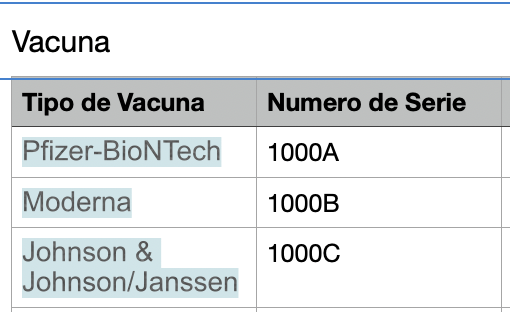 Vacuna
Tipo de Vacuna Numero de Serie
Pfizer-BioNTech 1000A
Moderna 1000B
Johnson & 1000C
Johnson/Janssen